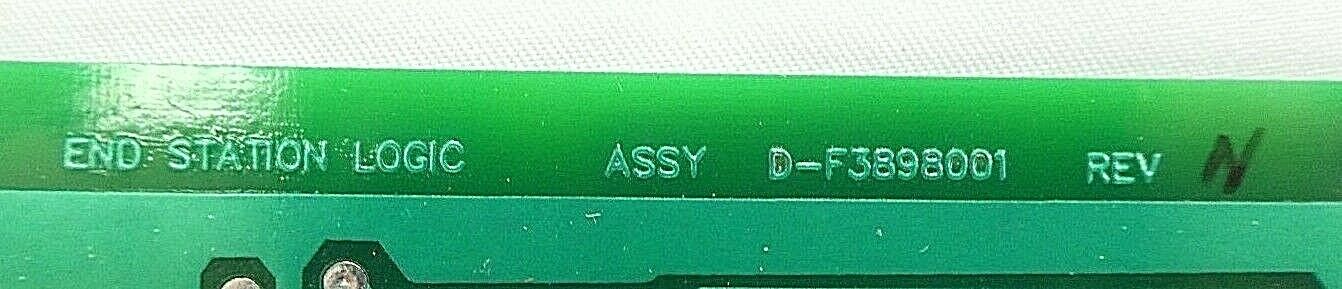 END STATION LOGIC ASSY D-F3898001 REV N